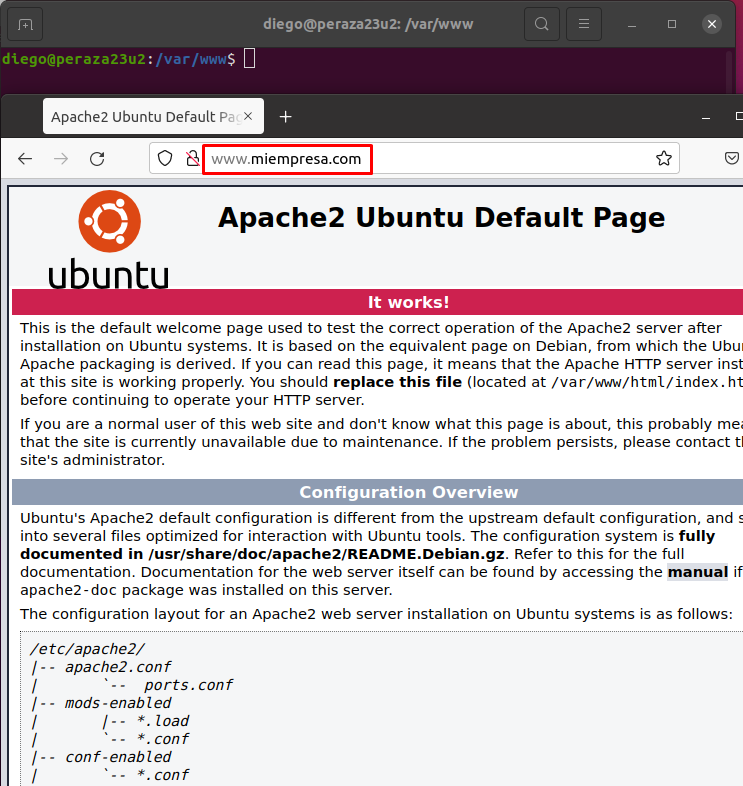 diego@peraza23u2: /var/www
diego@peraza23u2:/var/www$
Apache2 Ubuntu Default Pag
www.miempresa.com
ubuntu
Apache2 Ubuntu Default Page
It works!
This is the default welcome page used to test the correct operation of the Apache2 server after
installation on Ubuntu systems. It is based on the equivalent page on Debian, from which the Ubun
Apache packaging is derived. If you can read this page, it means that the Apache HTTP server inst
at this site is working properly. You should replace this file (located at /var/www/html/index.ht
before continuing to operate your HTTP server.
If you are a normal user of this web site and don't know what this page is about, this probably mea
that the site is currently unavailable due to maintenance. If the problem persists, please contact th
site's administrator.
Configuration Overview
Ubuntu's Apache2 default configuration is different from the upstream default configuration, and s
into several files optimized for interaction with Ubuntu tools. The configuration system is fully
documented in /usr/share/doc/apache2/README.Debian.gz. Refer to this for the full
documentation. Documentation for the web server itself can be found by accessing the manual if
apache2-doc package was installed on this server.
The configuration layout for an Apache2 web server installation on Ubuntu systems is as follows:
/etc/apache2/
|-- apache2.conf
|       `--  ports.conf
|-- mods-enabled
|       |-- *.load
|       `-- *.conf
|-- conf-enabled
|       `-- *.conf